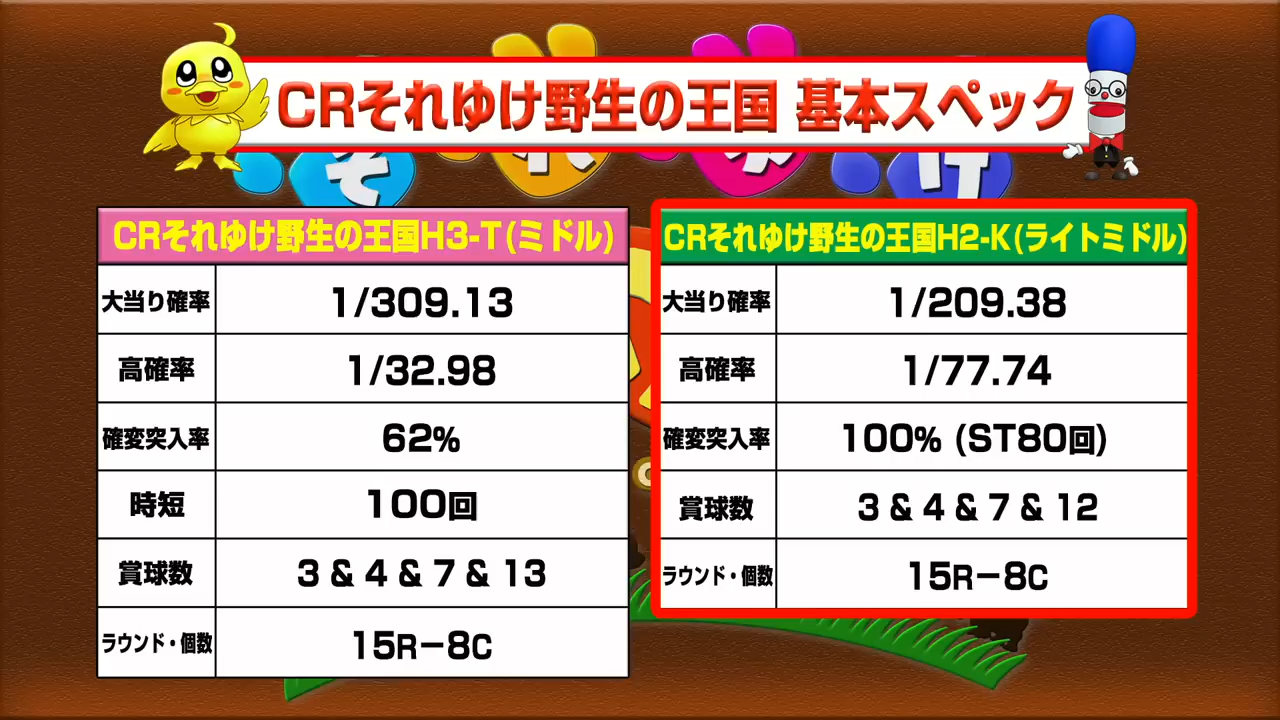 CRそれゆけ野生の王国 基本スペック
それゆけ
CRそれゆけ野生の王国H3-T(ミドル)
大当り確率 1/309.13
高確率 1/32.98
確変突入率 62%
時短 100回
賞球数 3 & 4 & 7 & 13
ラウンド・個数 15R−8C
CRそれゆけ野生の王国H2-K(ライトミドル)
大当り確率 1/209.38
高確率 1/77.74
確変突入率 100% (ST80回)
賞球数 3 & 4 & 7 & 12
ラウンド・個数 15R−8C